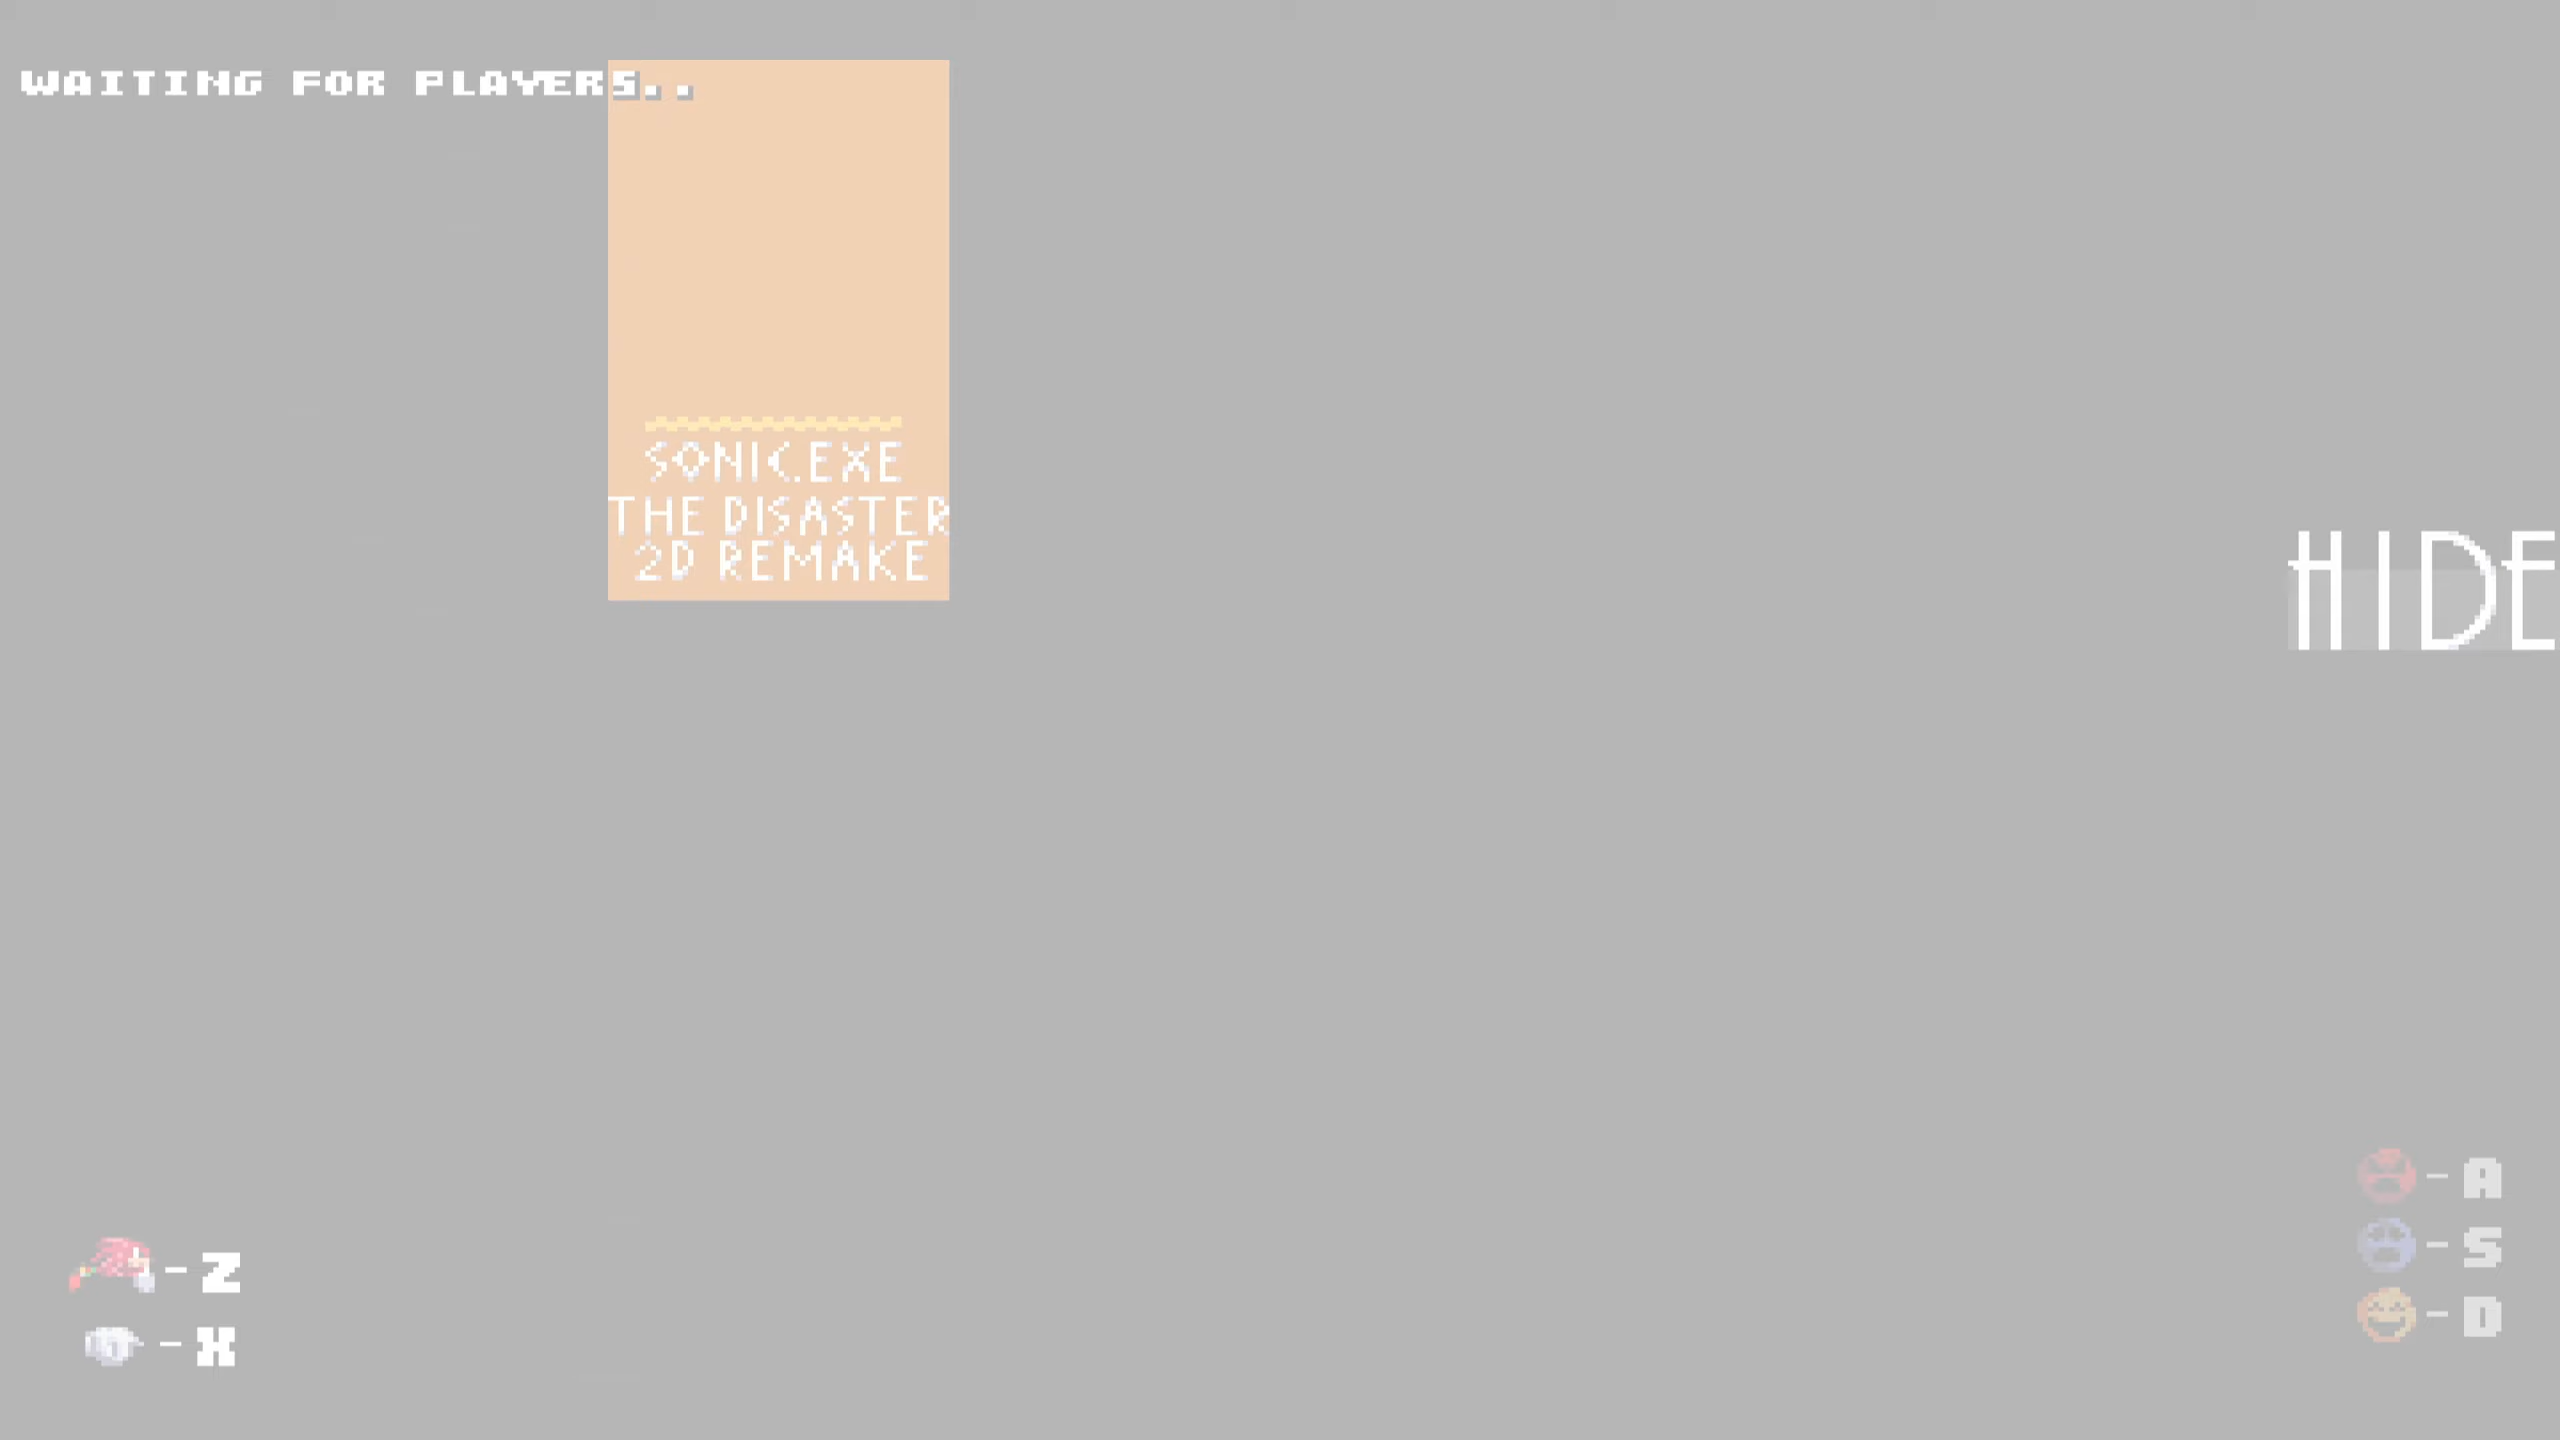 WAITING FOR PLAYERS..
SONIC.EXE
THE DISASTER
2D REMAKE
HIDE
- A
- S
- D
- Z
- X